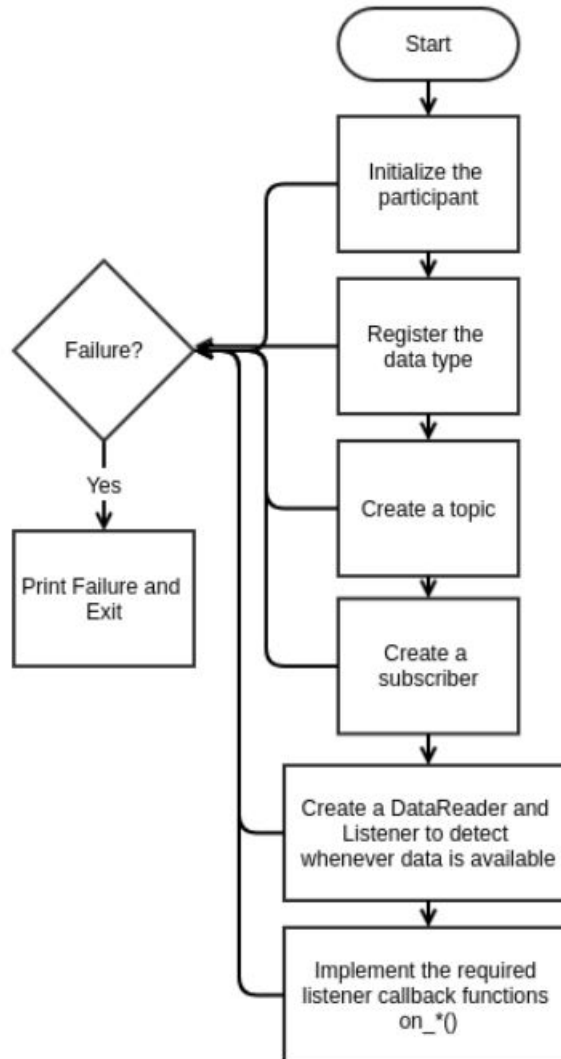 Start
Initialize the
participant
Failure?
Register the
data type
Yes
Create a topic
Print Failure and
Exit
Create a
subscriber
Create a DataReader and
Listener to detect
whenever data is available
Implement the required
listener callback functions
on_*()